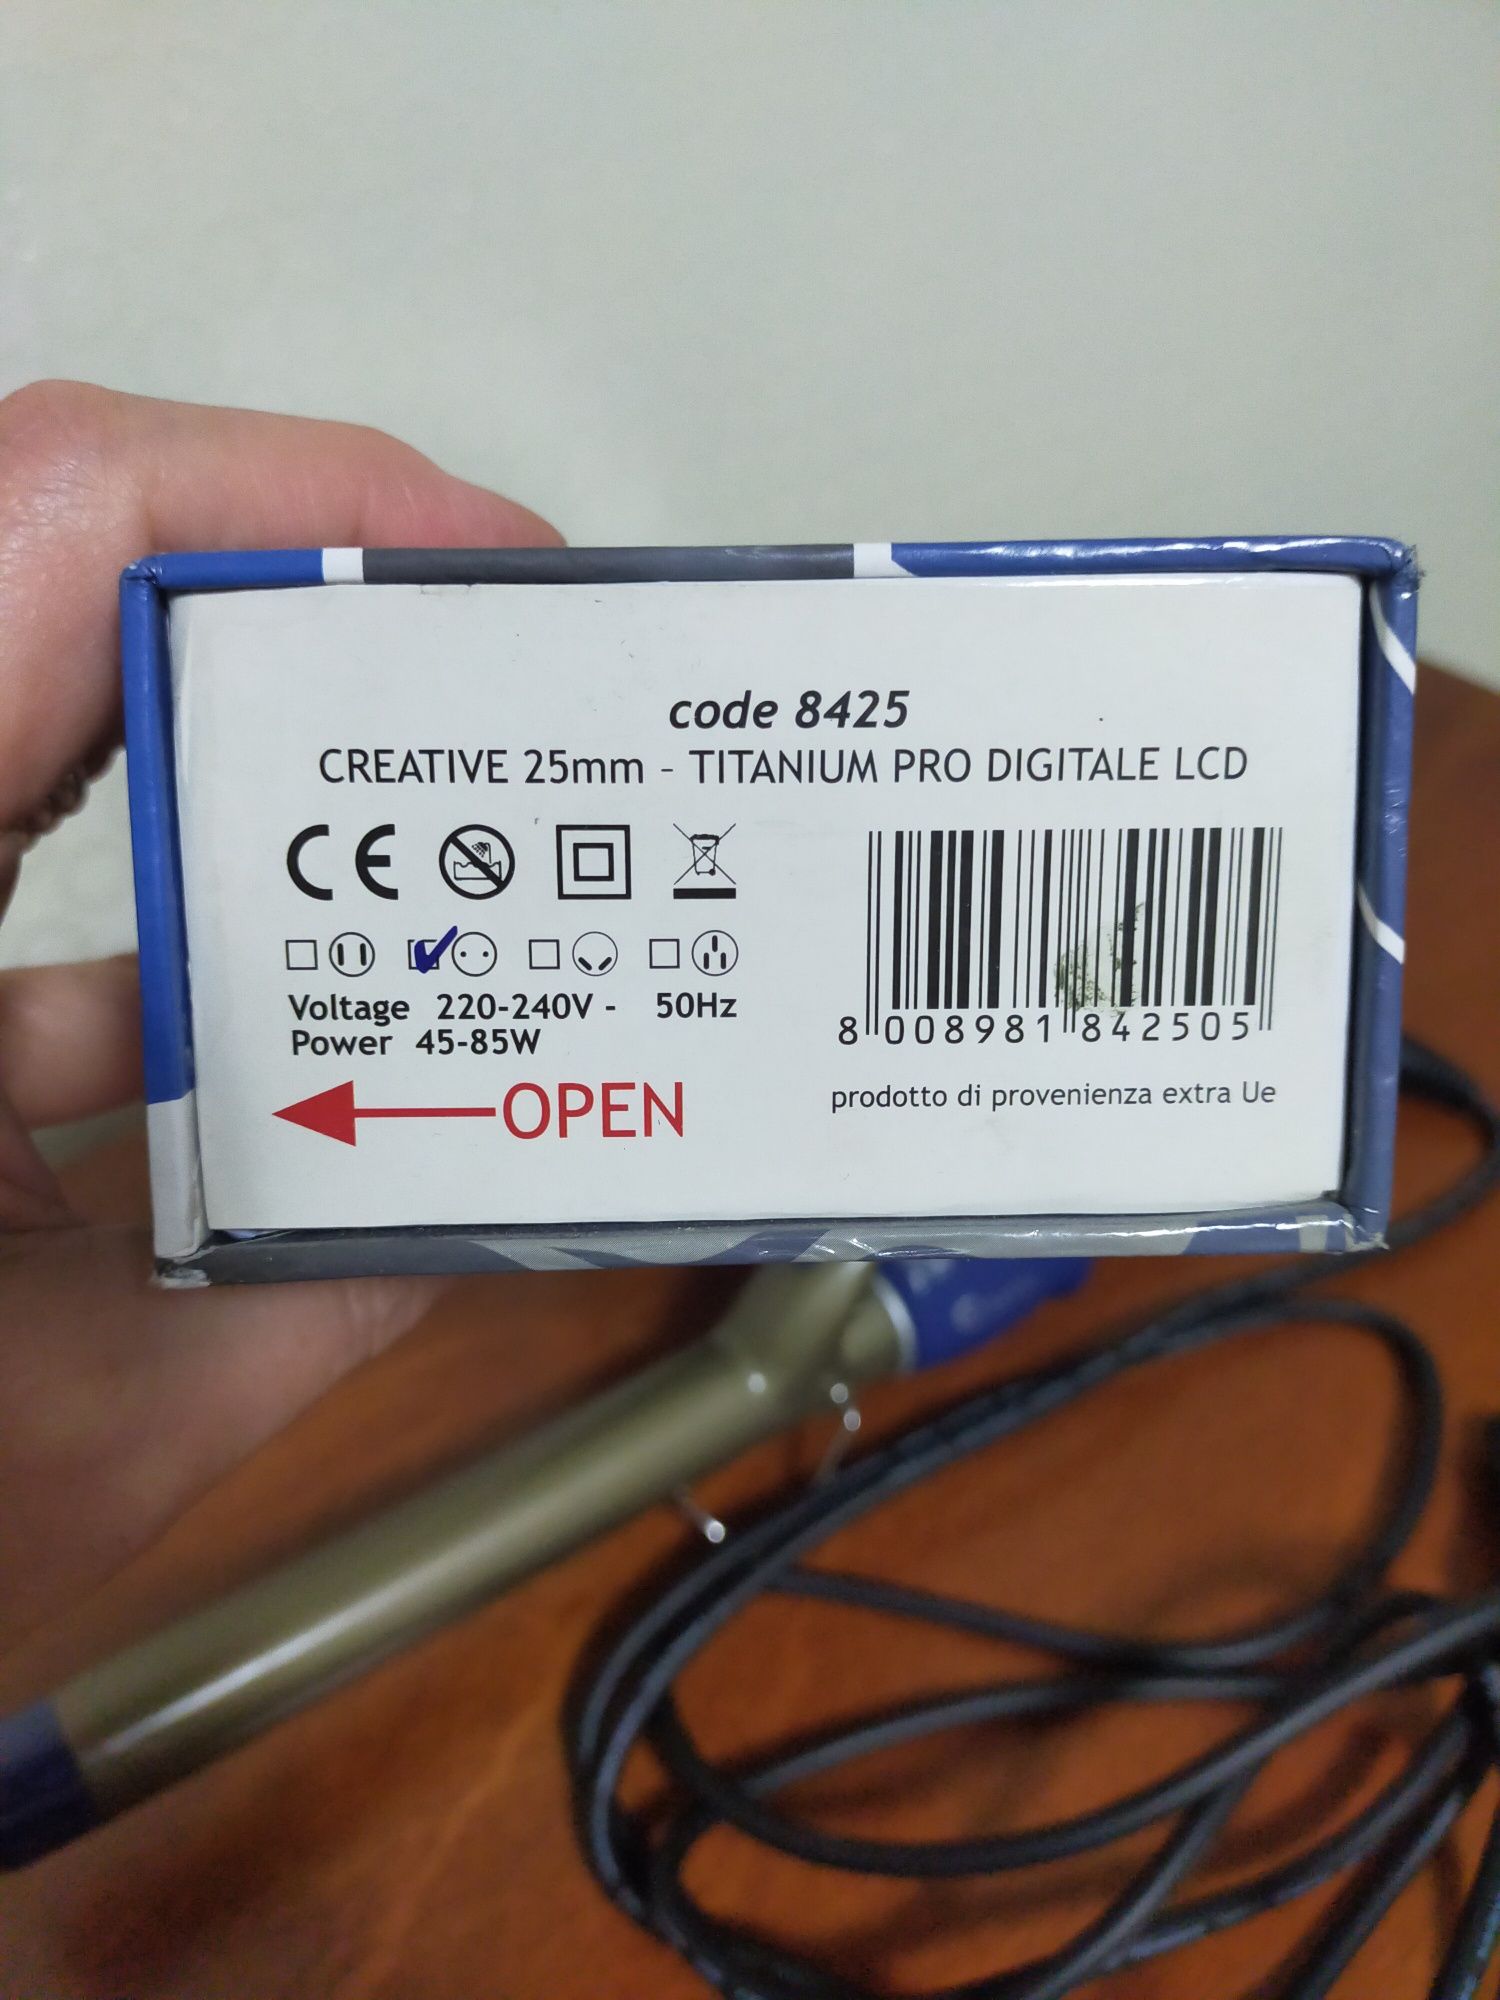 code 8425
CREATIVE 25mm - TITANIUM PRO DIGITALE LCD
CE
Voltage 220-240V - 50Hz
Power 45-85W
OPEN
8 008981 842505
prodotto di provenienza extra Ue